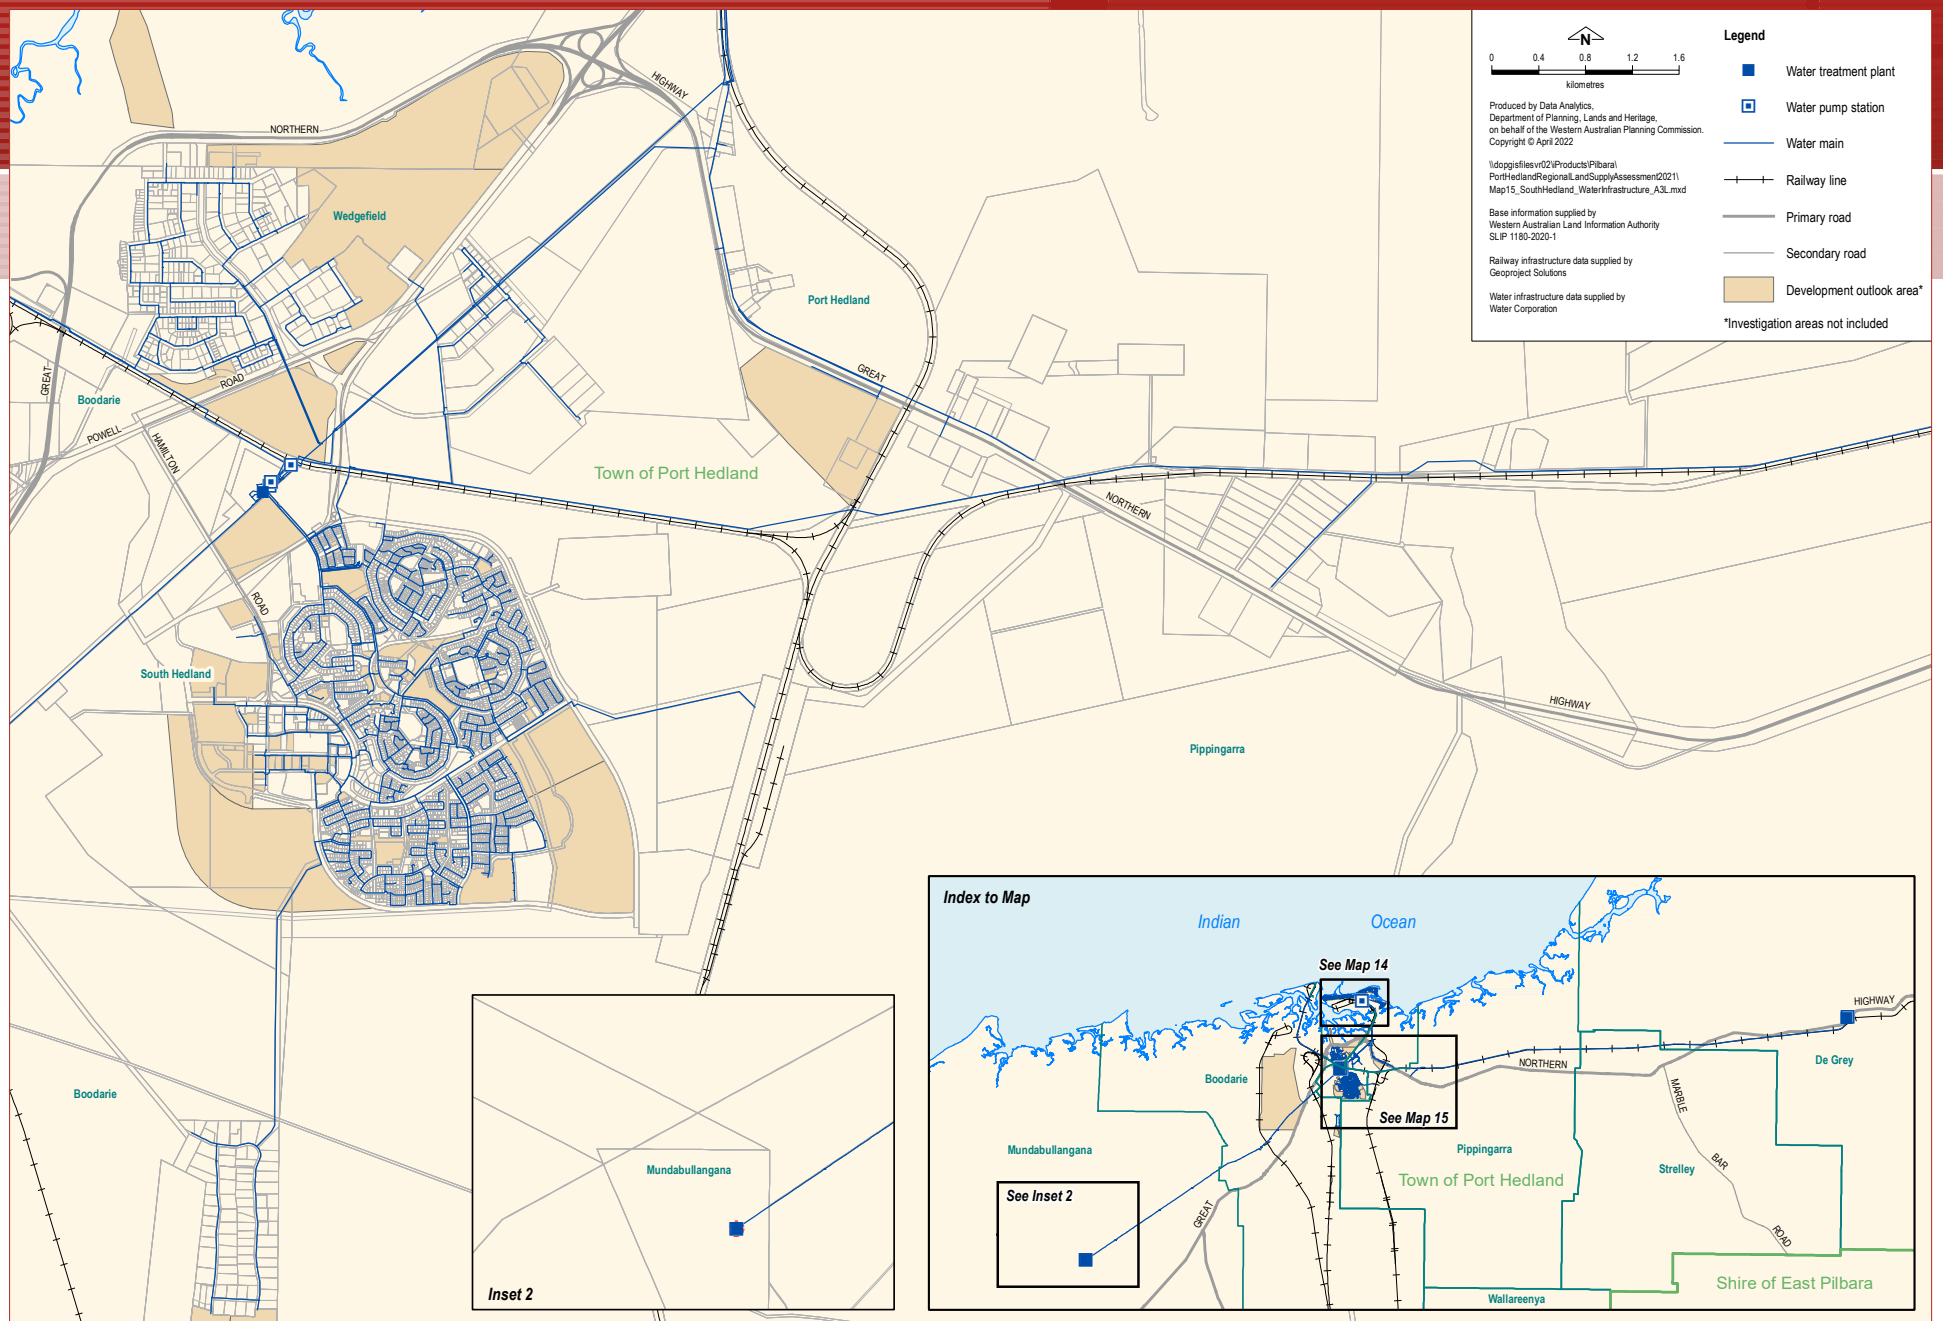 N
0 0.4 0.8 1.2 1.6
kilometres
Produced by Data Analytics,
Department of Planning, Lands and Heritage,
on behalf of the Western Australian Planning Commission.
Copyright © April 2022
\\dopgisfilesvr02\iProducts\Pilbara\
PortHedlandRegionalLandSupplyAssessment2021\
Map15_SouthHedland_WaterInfrastructure_A3L.mxd
Base information supplied by
Western Australian Land Information Authority
SLIP 1180-2020-1
Railway infrastructure data supplied by
Geoproject Solutions
Water infrastructure data supplied by
Water Corporation
Legend
Water treatment plant
Water pump station
Water main
Railway line
Primary road
Secondary road
Development outlook area*
*Investigation areas not included
HIGHWAY
NORTHERN
Wedgefield
Port Hedland
GREAT
GREAT
ROAD
Boodarie
POWELL
HAMILTON
Town of Port Hedland
NORTHERN
ROAD
South Hedland
HIGHWAY
Pippingarra
Boodarie
Mundabullangana
Inset 2
Index to Map
Indian Ocean
See Map 14
HIGHWAY
NORTHERN
De Grey
Boodarie
MARBLE
See Map 15
Mundabullangana
Pippingarra
BAR
Strelley
Town of Port Hedland
See Inset 2
GREAT
ROAD
Shire of East Pilbara
Wallareenya